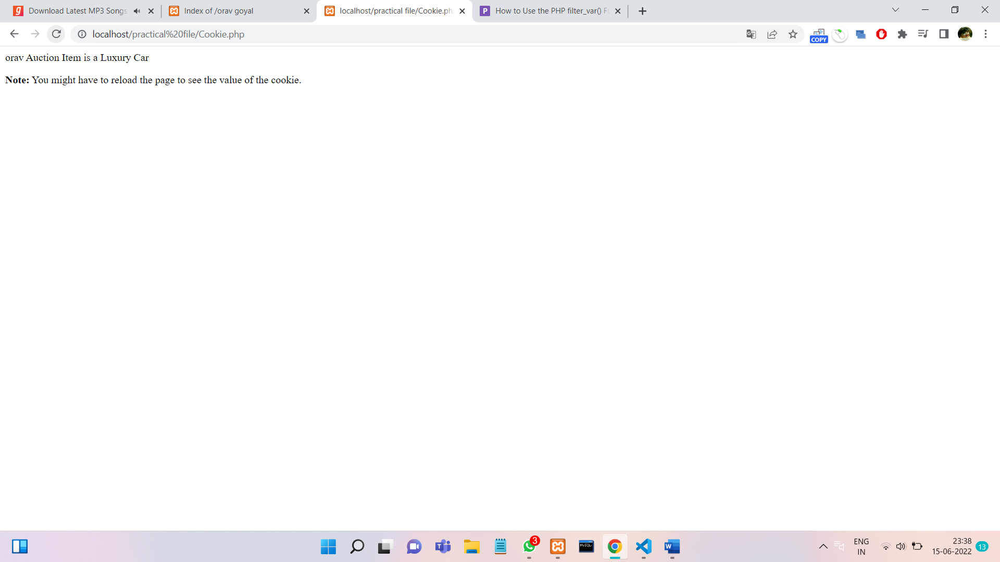 g Download Latest MP3 Songs
Index of /orav goyal
localhost/practical file/Cookie.ph
P How to Use the PHP filter_var() F
localhost/practical%20file/Cookie.php
COPY
orav Auction Item is a Luxury Car
Note: You might have to reload the page to see the value of the cookie.
3
MySQL
W
ENG
IN
23:38
15-06-2022
13